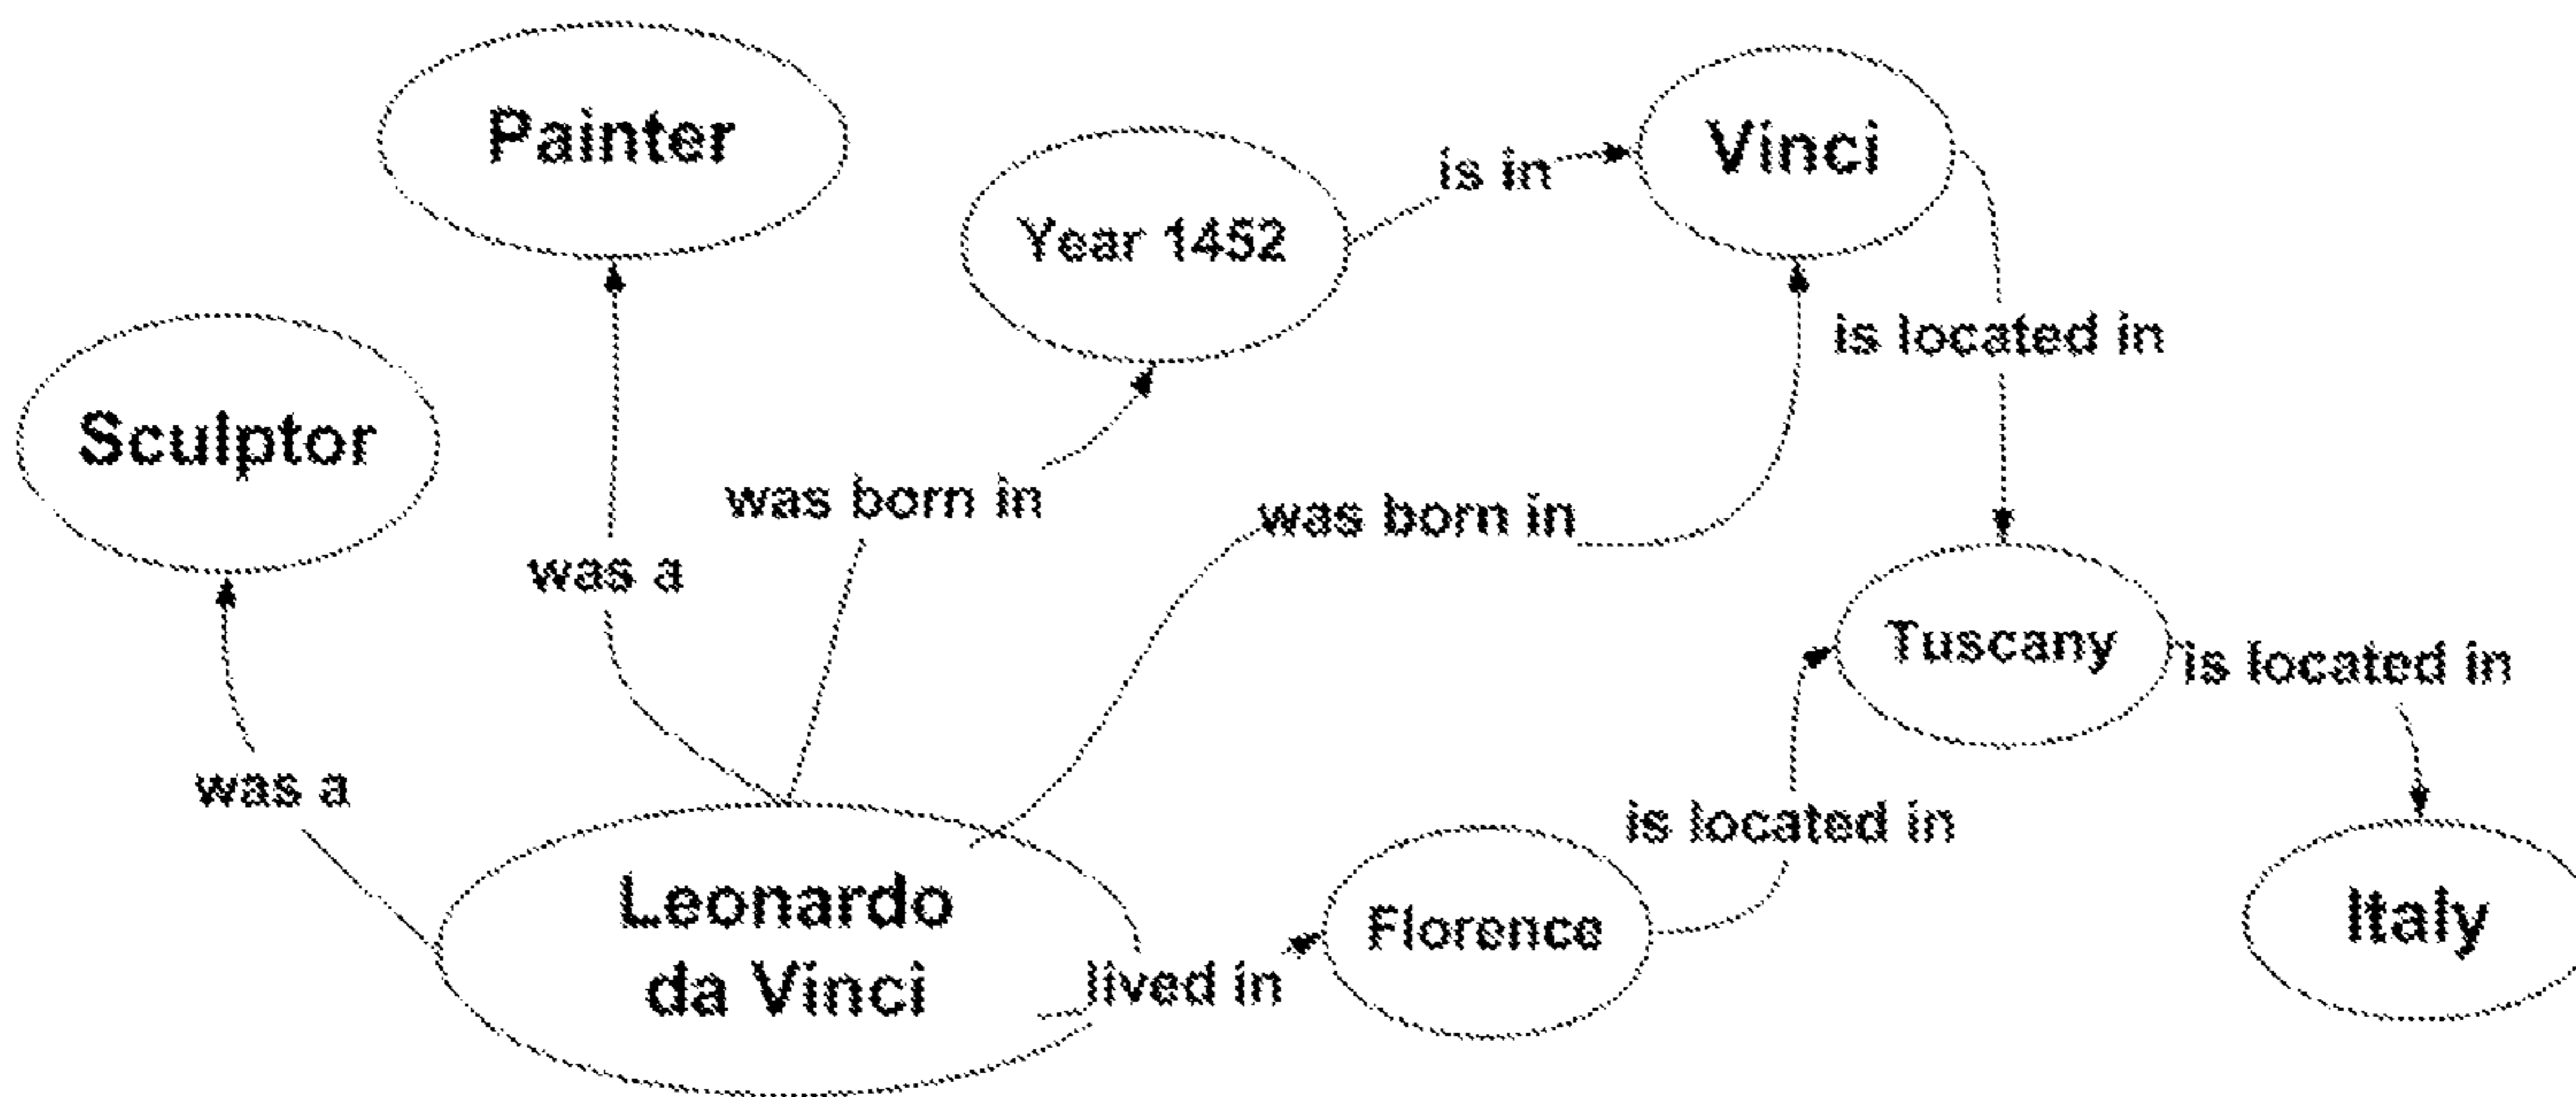 Painter
Vinci
is in
Year 1452
is located in
Sculptor
was born in
was born in
was a
Tuscany
is located in
was a
is located in
Leonardo
da Vinci
Florence
Italy
lived in